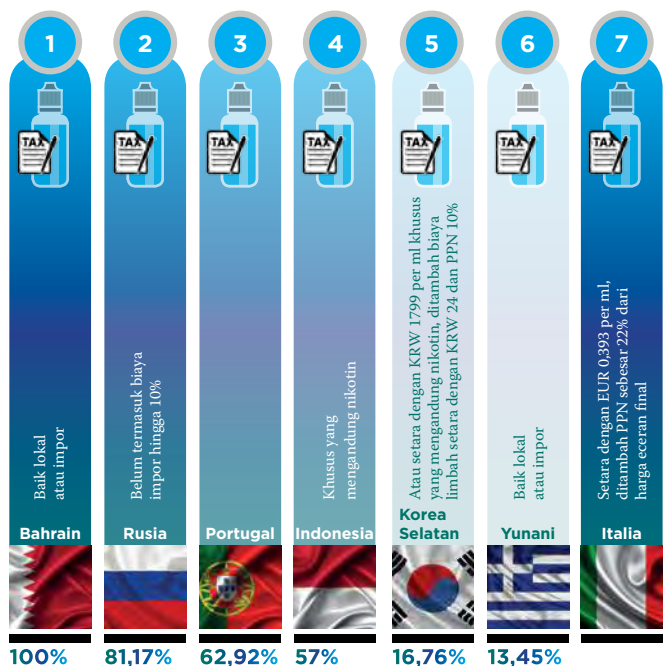 1
2
3
4
5
6
7
TAX
TAX
TAX
TAX
TAX
TAX
TAX
Baik lokal
atau impor
Bahrain
100%
Belum termasuk biaya
impor hingga 10%
Rusia
81,17%
Portugal
62,92%
Khusus yang
mengandung nikotin
Indonesia
57%
Atau setara dengan KRW 1799 per ml khusus
yang mengandung nikotin, ditambah biaya
limbah setara dengan KRW 24 dan PPN 10%
Korea
Selatan
16,76%
Baik lokal
atau impor
Yunani
13,45%
Setara dengan EUR 0,393 per ml,
ditambah PPN sebesar 22% dari
harga eceran final
Italia